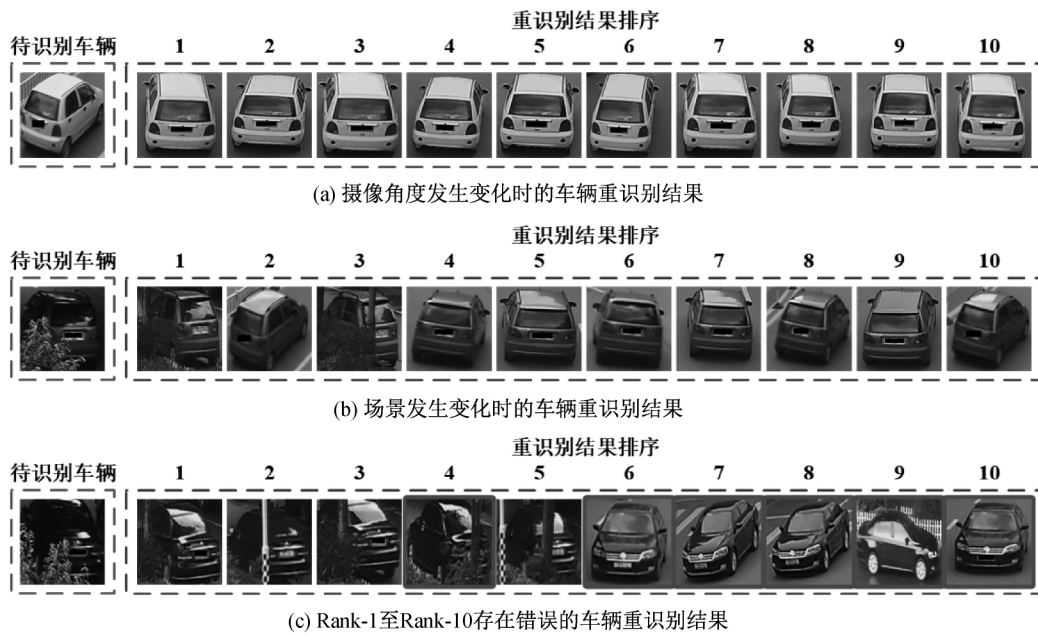 重识别结果排序
待识别车辆 1 2 3 4 5 6 7 8 9 10
(a) 摄像角度发生变化时的车辆重识别结果
重识别结果排序
待识别车辆 1 2 3 4 5 6 7 8 9 10
(b) 场景发生变化时的车辆重识别结果
重识别结果排序
待识别车辆 1 2 3 4 5 6 7 8 9 10
(c) Rank-1至Rank-10存在错误的车辆重识别结果